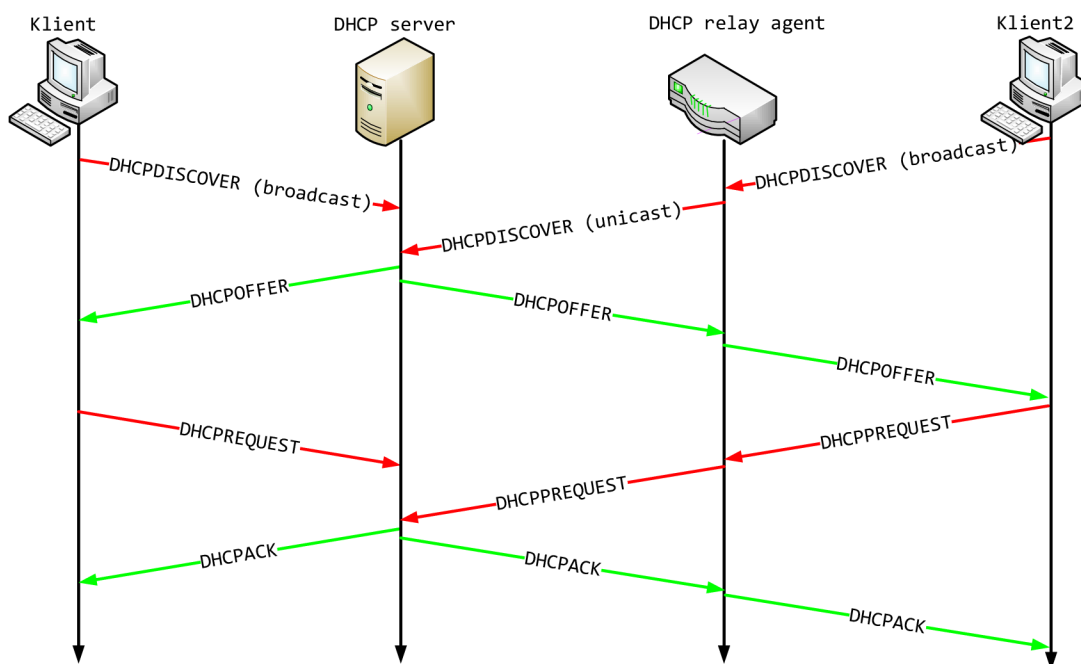 Klient
DHCP server
DHCP relay agent
Klient2
DHCPDISCOVER (broadcast)
DHCPDISCOVER (broadcast)
DHCPDISCOVER (unicast)
DHCPOFFER
DHCPOFFER
DHCPOFFER
DHCPREQUEST
DHCPPREQUEST
DHCPPREQUEST
DHCPACK
DHCPACK
DHCPACK